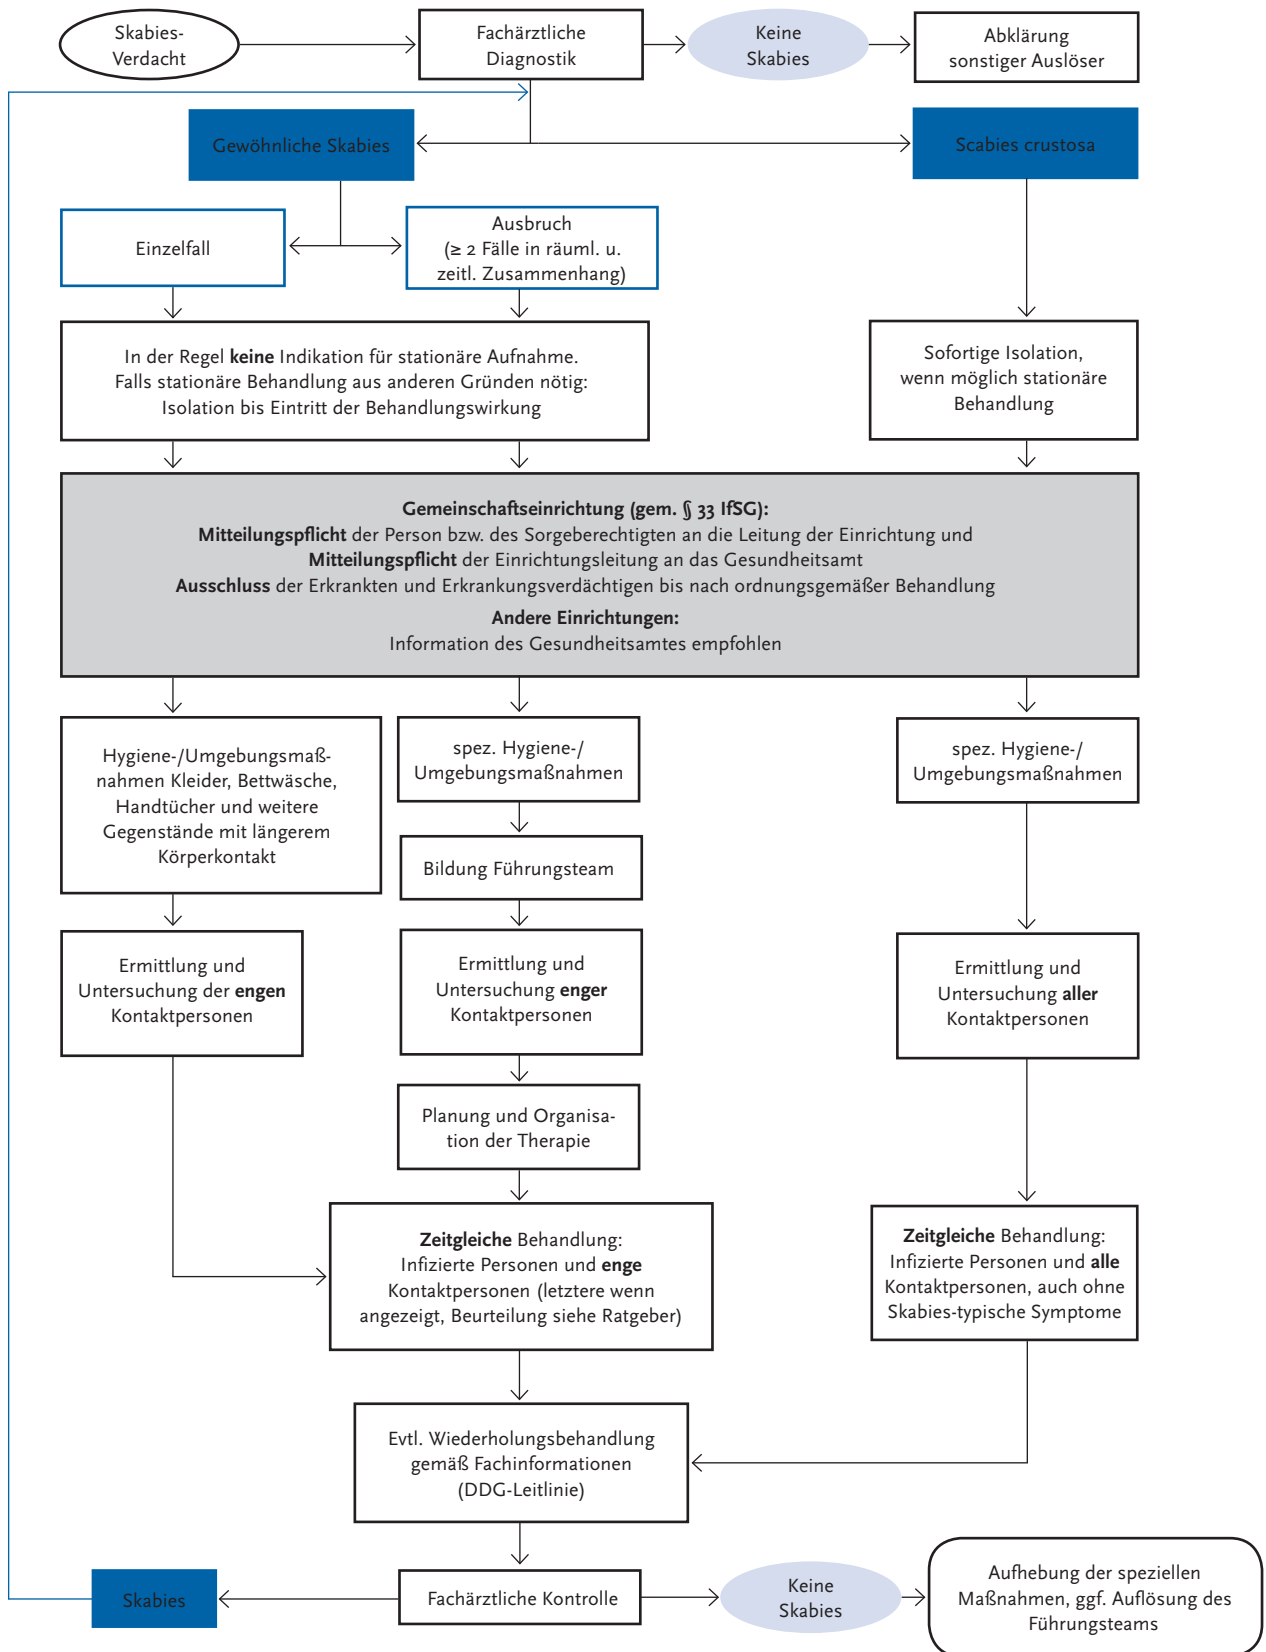 Skabies-
Verdacht
Fachärztliche
Diagnostik
Keine
Skabies
Abklärung
sonstiger Auslöser
Gewöhnliche Skabies
Scabies crustosa
Einzelfall
Ausbruch
(≥ 2 Fälle in räuml. u.
zeitl. Zusammenhang)
In der Regel keine Indikation für stationäre Aufnahme.
Falls stationäre Behandlung aus anderen Gründen nötig:
Isolation bis Eintritt der Behandlungswirkung
Sofortige Isolation,
wenn möglich stationäre
Behandlung
Gemeinschaftseinrichtung (gem. § 33 IfSG):
Mitteilungspflicht der Person bzw. des Sorgeberechtigten an die Leitung der Einrichtung und
Mitteilungspflicht der Einrichtungsleitung an das Gesundheitsamt
Ausschluss der Erkrankten und Erkrankungsverdächtigen bis nach ordnungsgemäßer Behandlung
Andere Einrichtungen:
Information des Gesundheitsamtes empfohlen
Hygiene-/Umgebungsmaß-
nahmen Kleider, Bettwäsche,
Handtücher und weitere
Gegenstände mit längerem
Körperkontakt
spez. Hygiene-/
Umgebungsmaßnahmen
spez. Hygiene-/
Umgebungsmaßnahmen
Bildung Führungsteam
Ermittlung und
Untersuchung der engen
Kontaktpersonen
Ermittlung und
Untersuchung enger
Kontaktpersonen
Ermittlung und
Untersuchung aller
Kontaktpersonen
Planung und Organisa-
tion der Therapie
Zeitgleiche Behandlung:
Infizierte Personen und enge
Kontaktpersonen (letztere wenn
angezeigt, Beurteilung siehe Ratgeber)
Zeitgleiche Behandlung:
Infizierte Personen und alle
Kontaktpersonen, auch ohne
Skabies-typische Symptome
Evtl. Wiederholungsbehandlung
gemäß Fachinformationen
(DDG-Leitlinie)
Skabies
Fachärztliche Kontrolle
Keine
Skabies
Aufhebung der speziellen
Maßnahmen, ggf. Auflösung des
Führungsteams